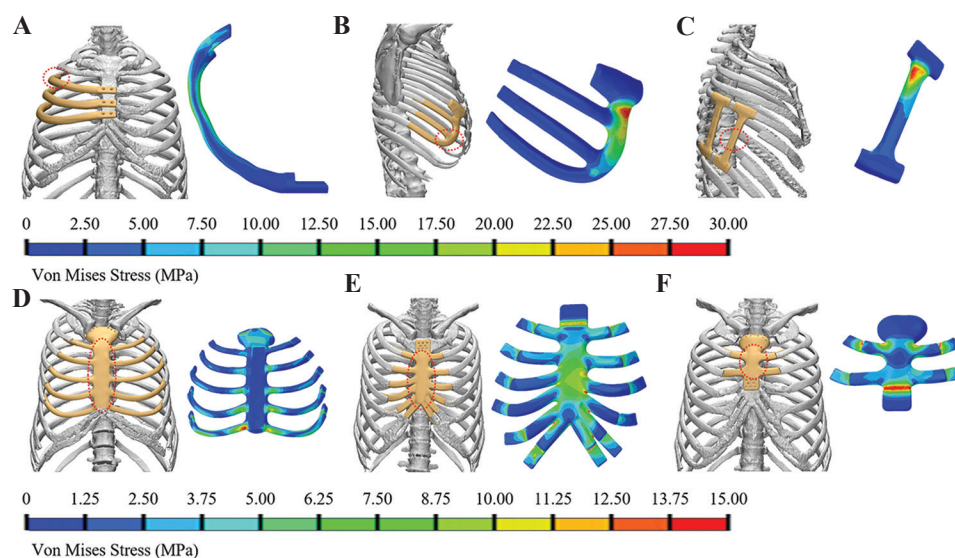 A B C
0 2.50 5.00 7.50 10.00 12.50 15.00 17.50 20.00 22.50 25.00 27.50 30.00
Von Mises Stress (MPa)
D E F
0 1.25 2.50 3.75 5.00 6.25 7.50 8.75 10.00 11.25 12.50 13.75 15.00
Von Mises Stress (MPa)